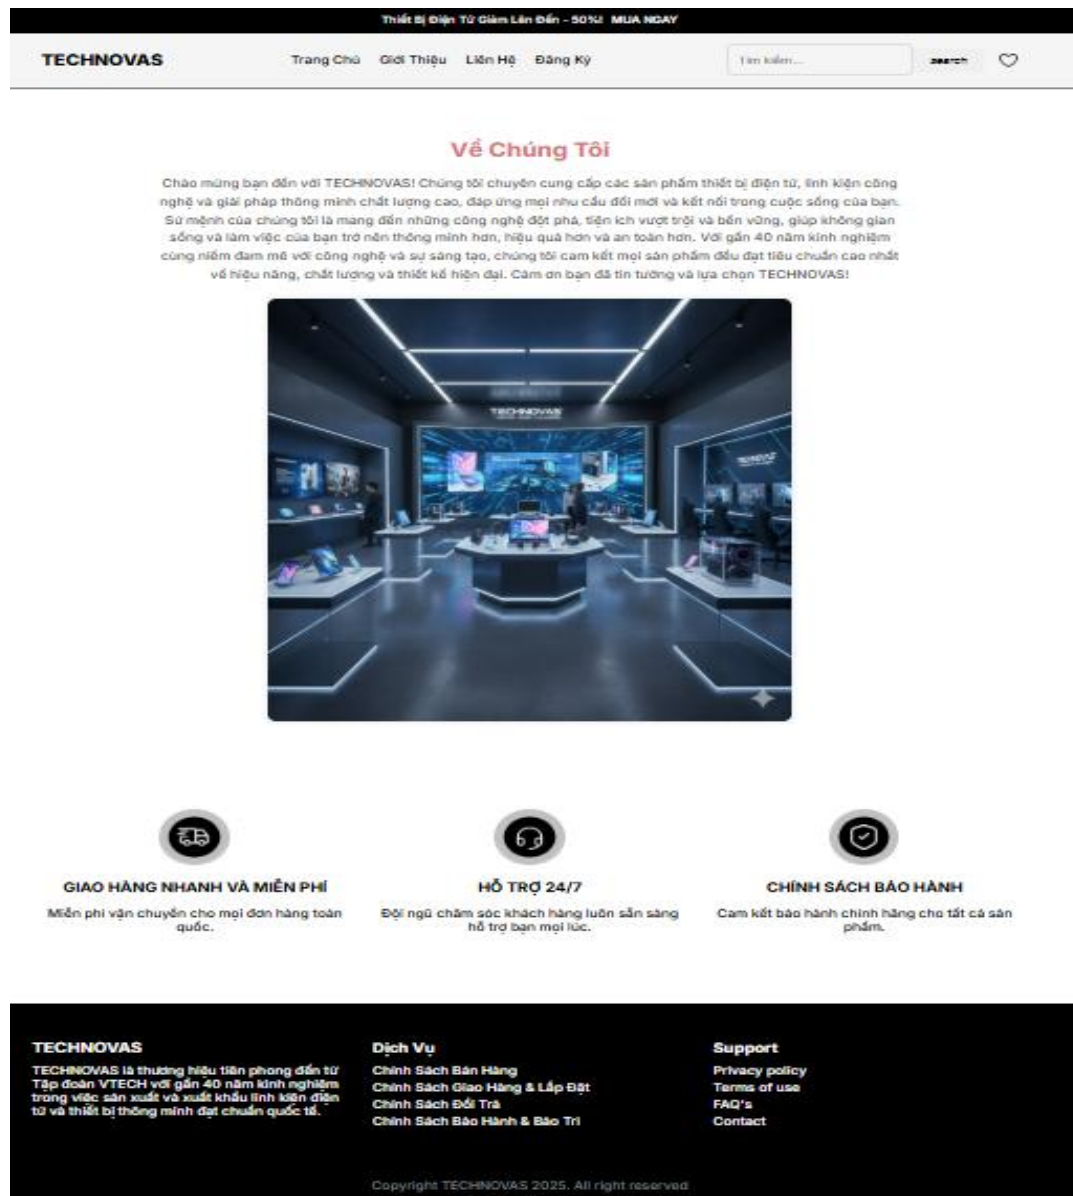 Thiết Bị Điện Tử Giảm Lên Đến - 50%! MUA NGAY
TECHNOVAS
Trang Chủ Giới Thiệu Liên Hệ Đăng Ký
Tìm kiếm...
search
Về Chúng Tôi
Chào mừng bạn đến với TECHNOVAS! Chúng tôi chuyên cung cấp các sản phẩm thiết bị điện tử, linh kiện công
nghệ và giải pháp thông minh chất lượng cao, đáp ứng mọi nhu cầu đổi mới và kết nối trong cuộc sống của bạn.
Sứ mệnh của chúng tôi là mang đến những công nghệ đột phá, tiện ích vượt trội và bền vững, giúp không gian
sống và làm việc của bạn trở nên thông minh hơn, hiệu quả hơn và an toàn hơn. Với gần 40 năm kinh nghiệm
cùng niềm đam mê với công nghệ và sự sáng tạo, chúng tôi cam kết mọi sản phẩm đều đạt tiêu chuẩn cao nhất
về hiệu năng, chất lượng và thiết kế hiện đại. Cảm ơn bạn đã tin tưởng và lựa chọn TECHNOVAS!
TECHNOVAS
TECHNOVAS
GIAO HÀNG NHANH VÀ MIỄN PHÍ
Miễn phí vận chuyển cho mọi đơn hàng toàn
quốc.
HỖ TRỢ 24/7
Đội ngũ chăm sóc khách hàng luôn sẵn sàng
hỗ trợ bạn mọi lúc.
CHÍNH SÁCH BẢO HÀNH
Cam kết bảo hành chính hãng cho tất cả sản
phẩm.
TECHNOVAS
TECHNOVAS là thương hiệu tiên phong đến từ
Tập đoàn VTECH với gần 40 năm kinh nghiệm
trong việc sản xuất và xuất khẩu linh kiện điện
tử và thiết bị thông minh đạt chuẩn quốc tế.
Dịch Vụ
Chính Sách Bán Hàng
Chính Sách Giao Hàng & Lắp Đặt
Chính Sách Đổi Trả
Chính Sách Bảo Hành & Bảo Trì
Support
Privacy policy
Terms of use
FAQ's
Contact
Copyright TECHNOVAS 2025. All right reserved